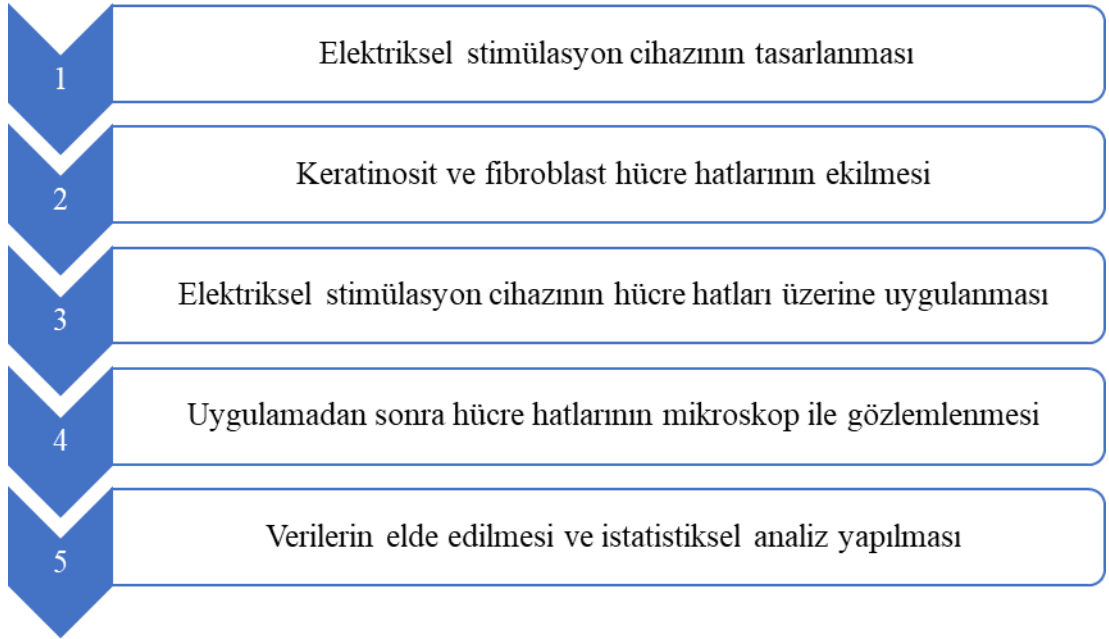 1
Elektriksel stimülasyon cihazının tasarlanması
2
Keratinosit ve fibroblast hücre hatlarının ekilmesi
3
Elektriksel stimülasyon cihazının hücre hatları üzerine uygulanması
4
Uygulamadan sonra hücre hatlarının mikroskop ile gözlemlenmesi
5
Verilerin elde edilmesi ve istatistiksel analiz yapılması